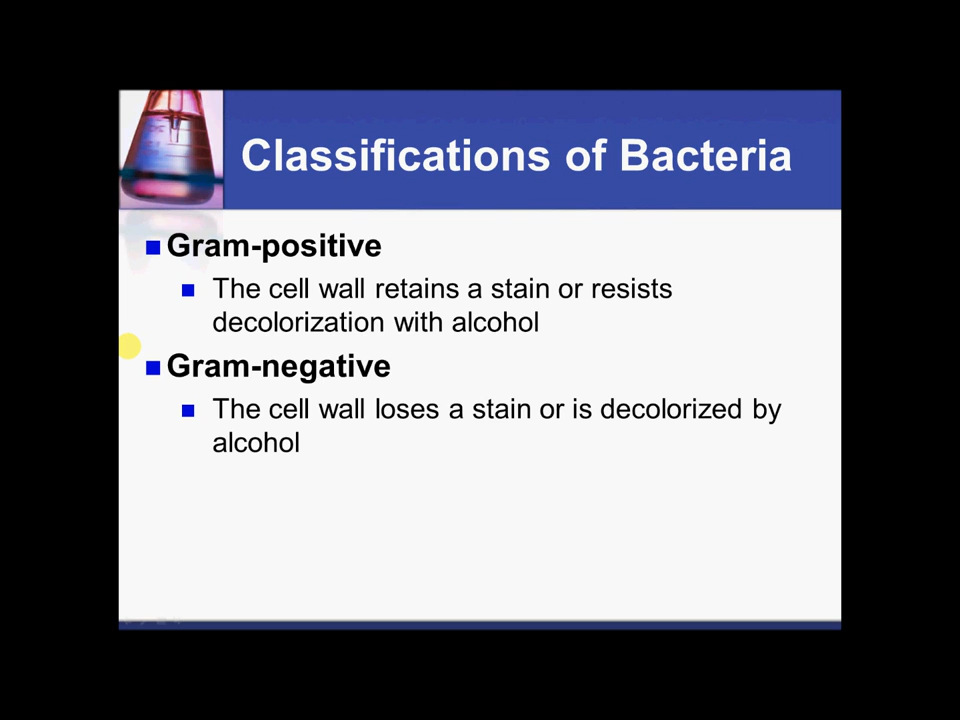 Classifications of Bacteria
Gram-positive
The cell wall retains a stain or resists
decolorization with alcohol
Gram-negative
The cell wall loses a stain or is decolorized by
alcohol